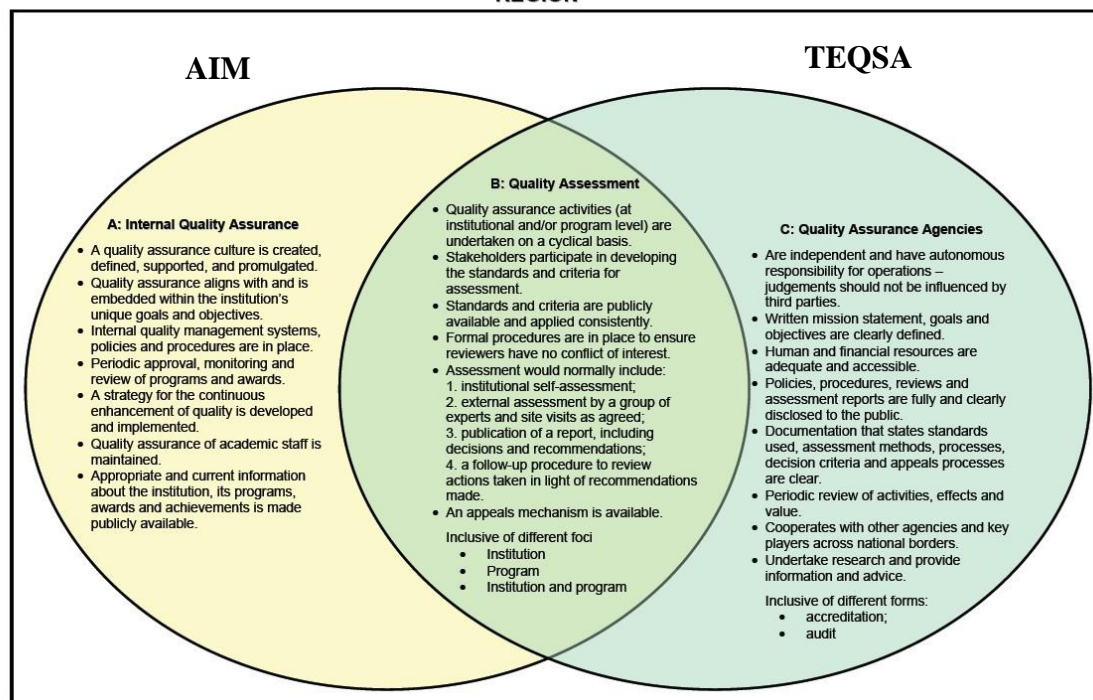 REGION
AIM
TEQSA
A: Internal Quality Assurance
• A quality assurance culture is created,
defined, supported, and promulgated.
• Quality assurance aligns with and is
embedded within the institution's
unique goals and objectives.
• Internal quality management systems,
policies and procedures are in place.
• Periodic approval, monitoring and
review of programs and awards.
• A strategy for the continuous
enhancement of quality is developed
and implemented.
• Quality assurance of academic staff is
maintained.
• Appropriate and current information
about the institution, its programs,
awards and achievements is made
publicly available.
B: Quality Assessment
• Quality assurance activities (at
institutional and/or program level) are
undertaken on a cyclical basis.
• Stakeholders participate in developing
the standards and criteria for
assessment.
• Standards and criteria are publicly
available and applied consistently.
• Formal procedures are in place to ensure
reviewers have no conflict of interest.
• Assessment would normally include:
1. institutional self-assessment;
2. external assessment by a group of
experts and site visits as agreed;
3. publication of a report, including
decisions and recommendations;
4. a follow-up procedure to review
actions taken in light of recommendations
made.
• An appeals mechanism is available.
Inclusive of different foci
• Institution
• Program
• Institution and program
C: Quality Assurance Agencies
• Are independent and have autonomous
responsibility for operations –
judgements should not be influenced by
third parties.
• Written mission statement, goals and
objectives are clearly defined.
• Human and financial resources are
adequate and accessible.
• Policies, procedures, reviews and
assessment reports are fully and clearly
disclosed to the public.
• Documentation that states standards
used, assessment methods, processes,
decision criteria and appeals processes
are clear.
• Periodic review of activities, effects and
value.
• Cooperates with other agencies and key
players across national borders.
• Undertake research and provide
information and advice.
Inclusive of different forms:
• accreditation;
• audit